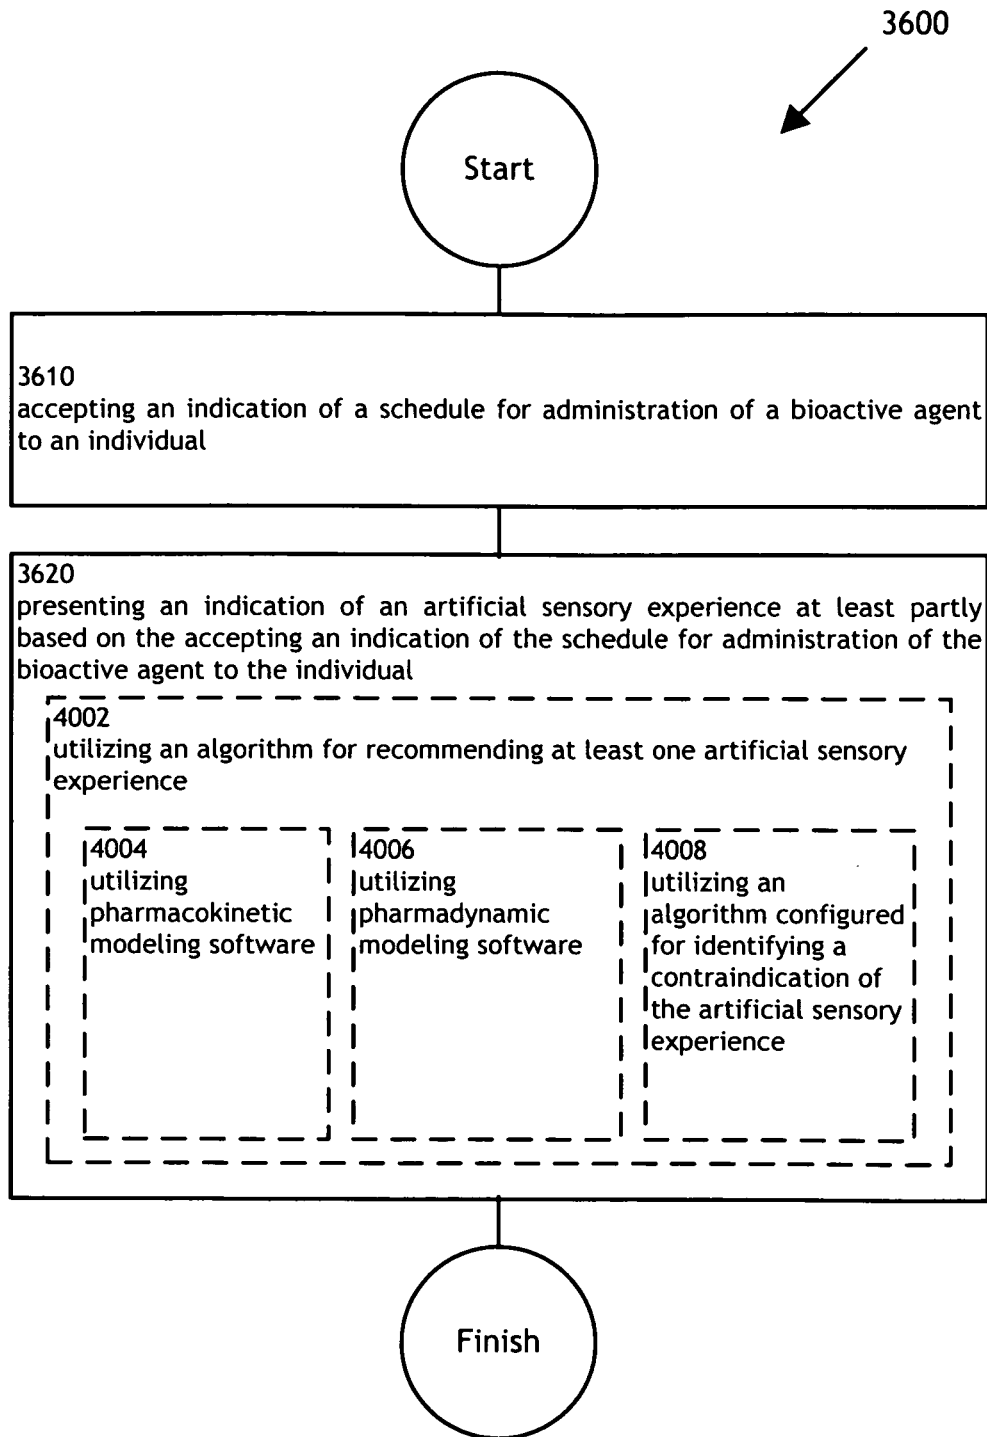 3600
Start
3610
accepting an indication of a schedule for administration of a bioactive agent
to an individual
3620
presenting an indication of an artificial sensory experience at least partly
based on the accepting an indication of the schedule for administration of the
bioactive agent to the individual
4002
utilizing an algorithm for recommending at least one artificial sensory
experience
4004
utilizing
pharmacokinetic
modeling software
4006
utilizing
pharmadynamic
modeling software
4008
utilizing an
algorithm configured
for identifying a
contraindication of
the artificial sensory
experience
Finish